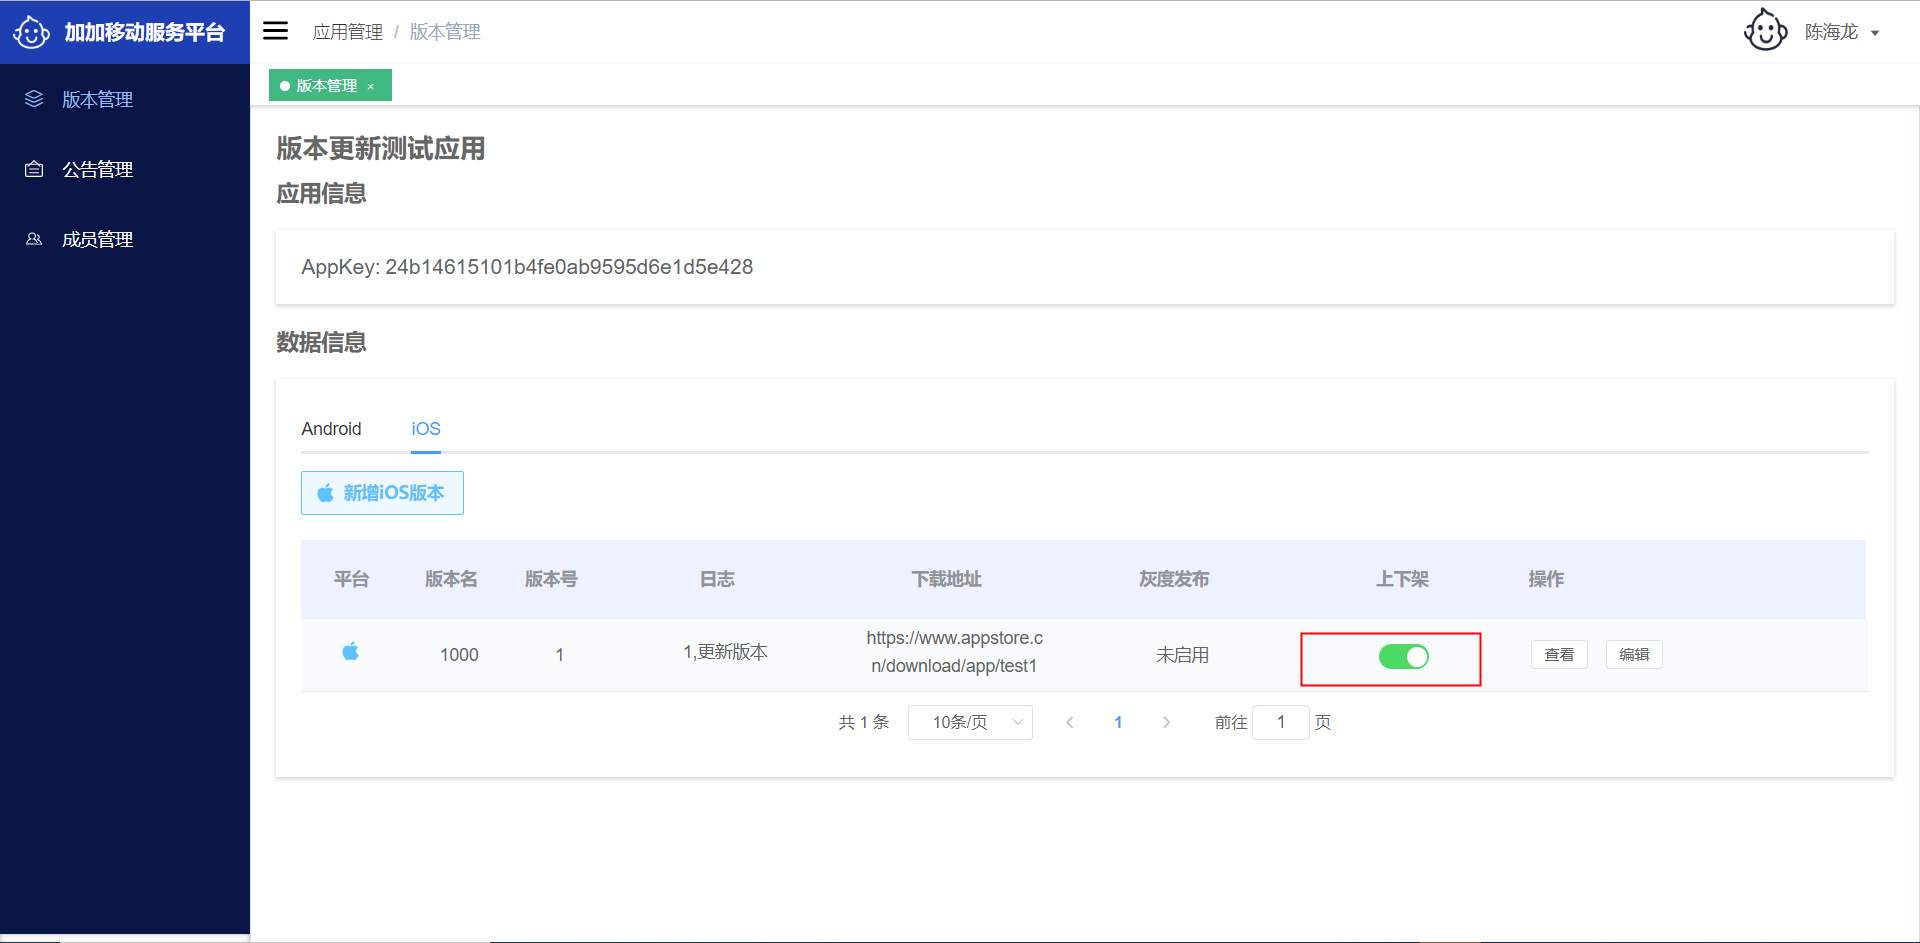 加加移动服务平台
应用管理 / 版本管理
陈海龙
版本管理 ×
版本管理
公告管理
成员管理
版本更新测试应用
应用信息
AppKey: 24b14615101b4fe0ab9595d6e1d5e428
数据信息
Android iOS
新增iOS版本
平台 版本名 版本号 日志 下载地址 灰度发布 上下架 操作
1000 1 1,更新版本 https://www.appstore.c
n/download/app/test1 未启用 查看 编辑
共 1 条 10条/页 1 前往 1 页